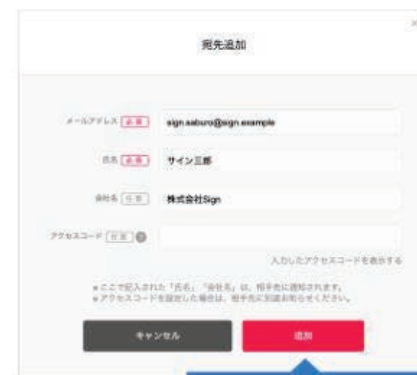 宛先追加
メールアドレス 必須 sign.saburo@sign.example
氏名 必須 サイン三郎
会社名 任意 株式会社Sign
アクセスコード 任意 ?
入力したアクセスコードを表示する
※ここで記入された「氏名」「会社名」は、相手先に通知されます。
※アクセスコードを設定した場合は、相手先に別途お知らせください。
キャンセル 追加